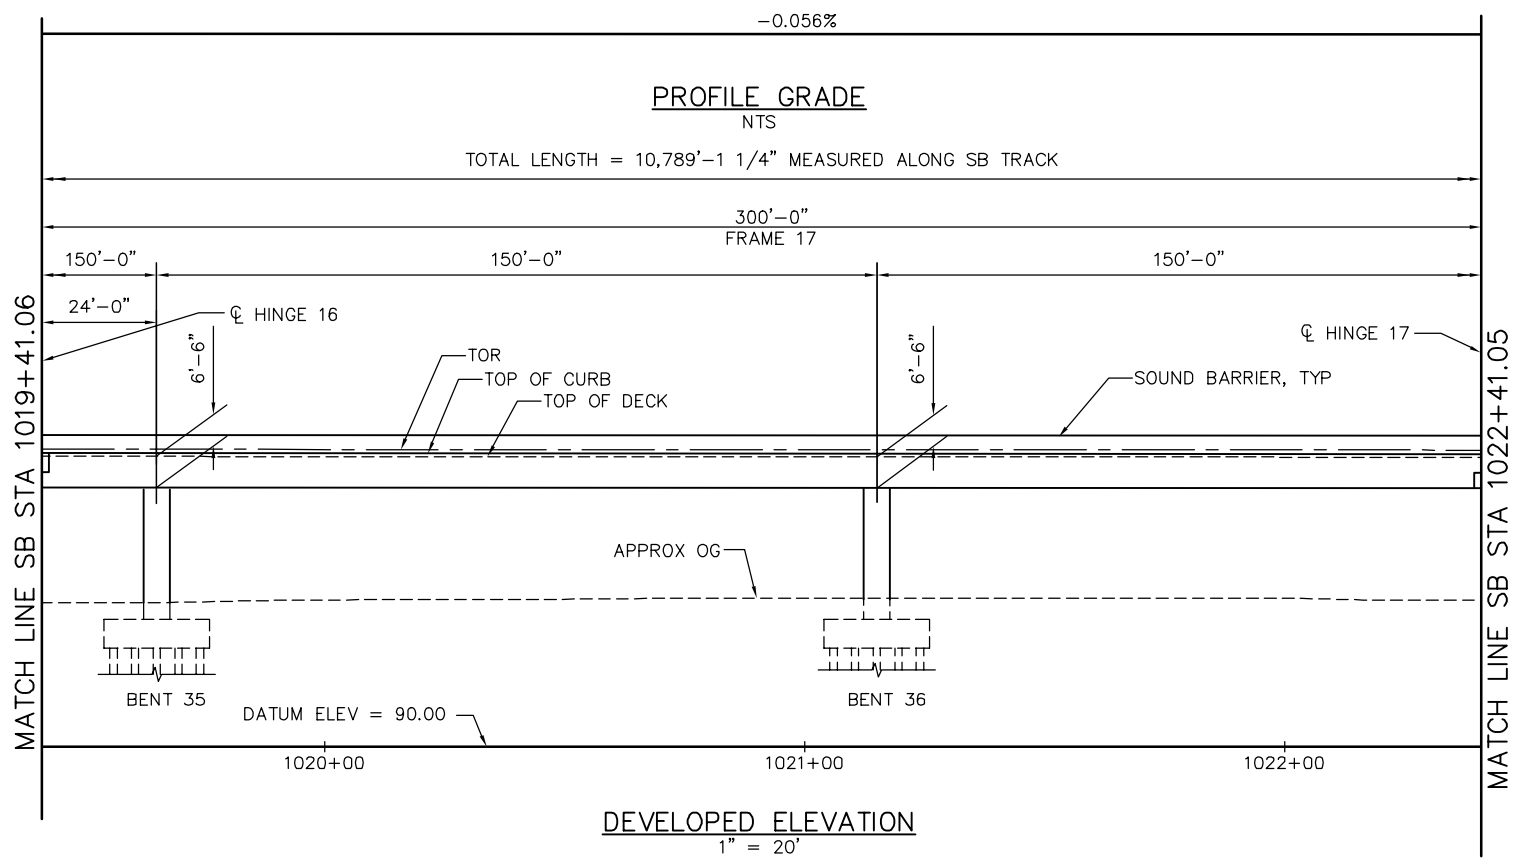 -0.056%
PROFILE GRADE
NTS
TOTAL LENGTH = 10,789'-1 1/4" MEASURED ALONG SB TRACK
300'-0"
FRAME 17
150'-0"
150'-0"
150'-0"
24'-0"
℄ HINGE 16
℄ HINGE 17
6'-6"
6'-6"
TOR
TOP OF CURB
TOP OF DECK
SOUND BARRIER, TYP
MATCH LINE SB STA 1019+41.06
MATCH LINE SB STA 1022+41.05
APPROX OG
BENT 35
BENT 36
DATUM ELEV = 90.00
1020+00
1021+00
1022+00
DEVELOPED ELEVATION
1" = 20'